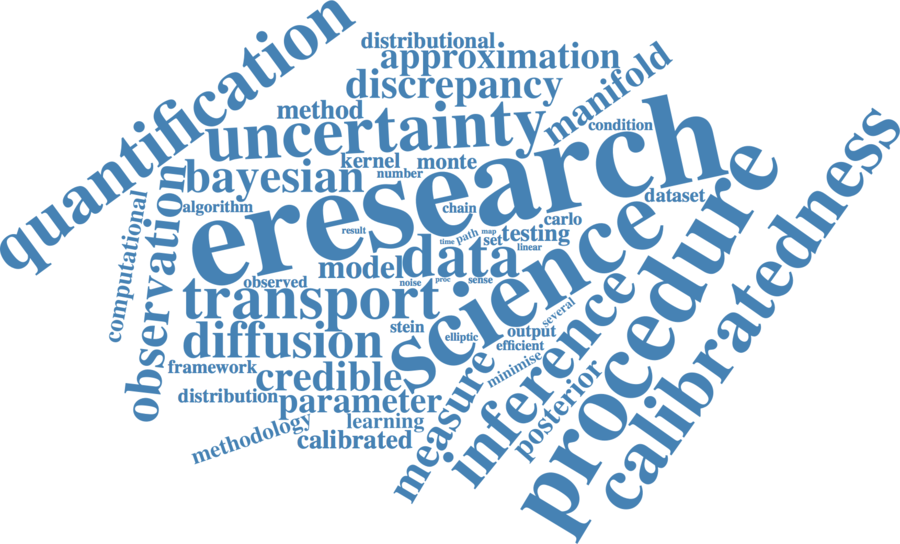 distributional
approximation
quantification
discrepancy
manifold
method
uncertainty
condition
kernel
monte
number
bayesian
eresearch
dataset
computational
observation
algorithm
chain
carlo
result
time
path
map
set
testing
linear
data
science
procedure
calibratedness
model
observed
noise
proc
sense
transport
several
stein
elliptic
output
efficient
diffusion
inference
framework
credible
minimise
measure
posterior
distribution
parameter
methodology
learning
calibrated